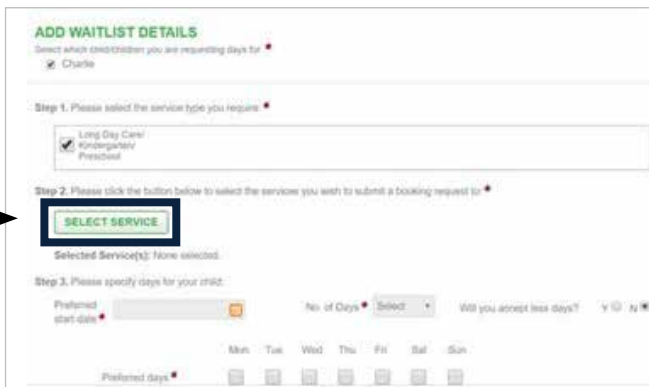 ADD WAITLIST DETAILS
Select which child/children you are requesting days for *
Charlie
Step 1. Please select the service type you require: *
Long Day Care/
Kindergarten/
Preschool
Step 2. Please click the button below to select the services you wish to submit a booking request to: *
SELECT SERVICE
Selected Service(s): None selected.
Step 3. Please specify days for your child:
Preferred start date * No. of Days * Select Will you accept less days? Y N
Mon Tue Wed Thu Fri Sat Sun
Preferred days *